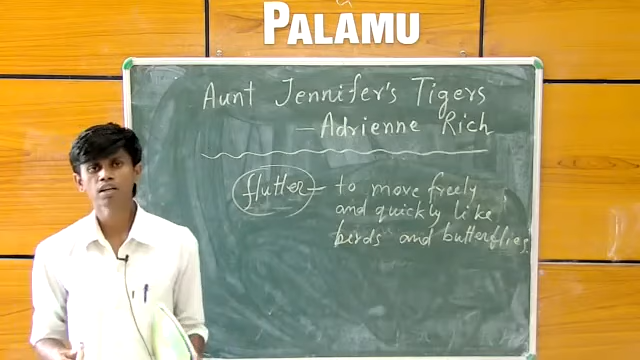 PALAMU
Aunt Jennifer's Tigers
– Adrienne Rich
flutter – to move freely
and quickly like
birds and butterflies.